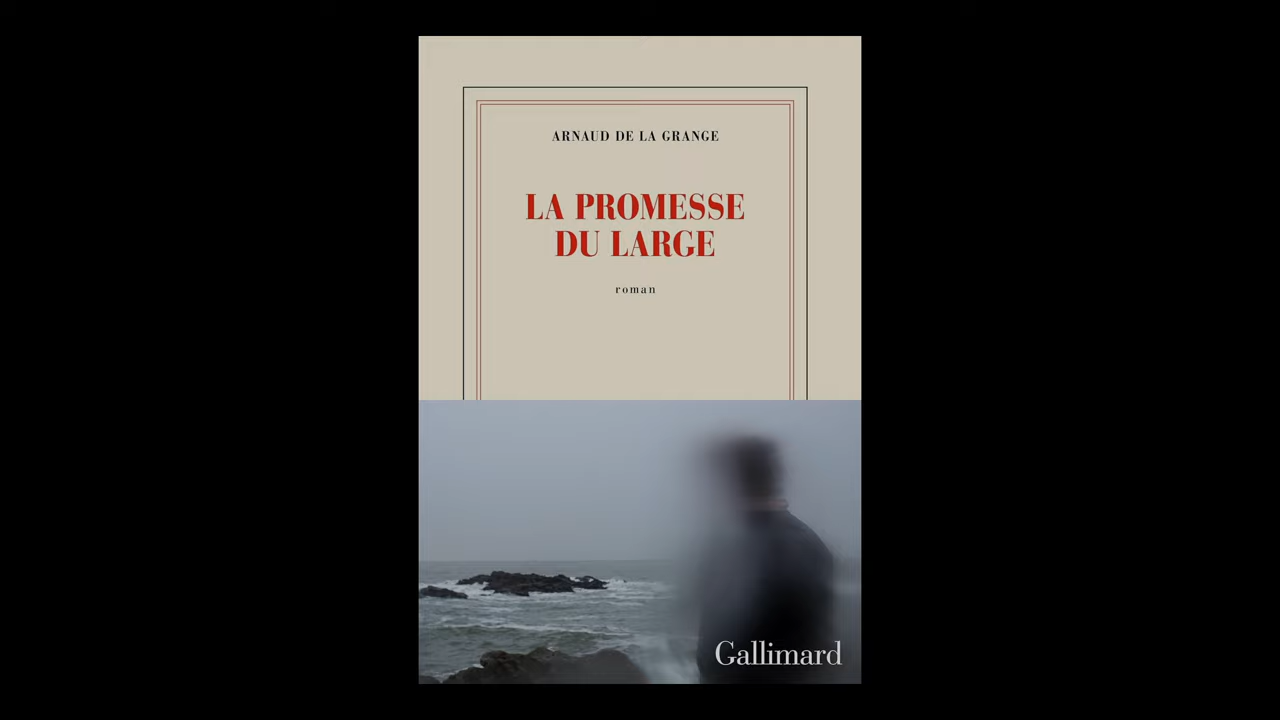 ARNAUD DE LA GRANGE
LA PROMESSE
DU LARGE
roman
Gallimard